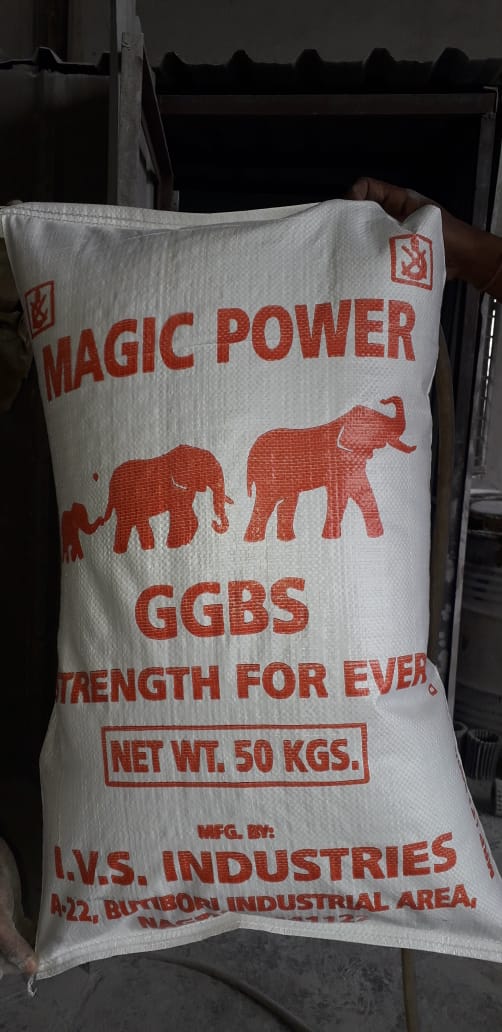 MAGIC POWER
GGBS
STRENGTH FOR EVER
NET WT. 50 KGS.
MFG. BY:
I.V.S. INDUSTRIES
A-22, BUTIBORI INDUSTRIAL AREA,